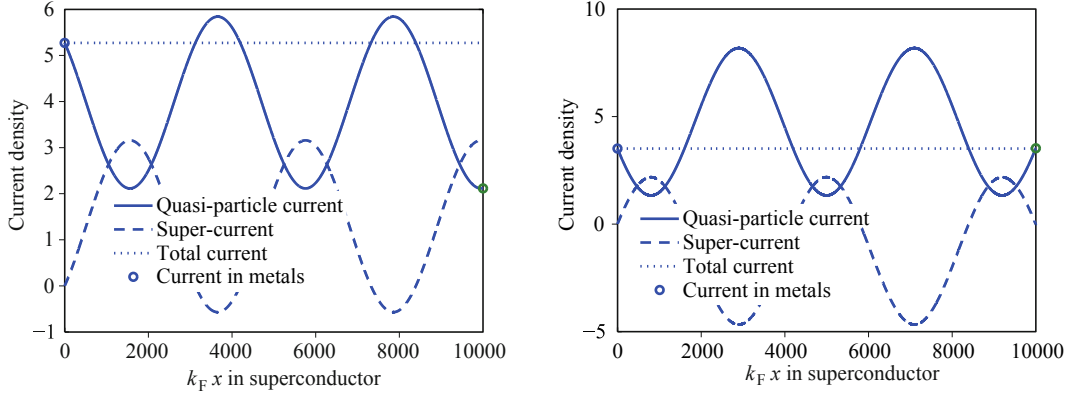 6
5
4
3
2
1
0
−1
Current density
Quasi-particle current
Super-current
Total current
Current in metals
0 2000 4000 6000 8000 10000
kF x in superconductor
10
5
0
−5
Current density
Quasi-particle current
Super-current
Total current
Current in metals
0 2000 4000 6000 8000 10000
kF x in superconductor